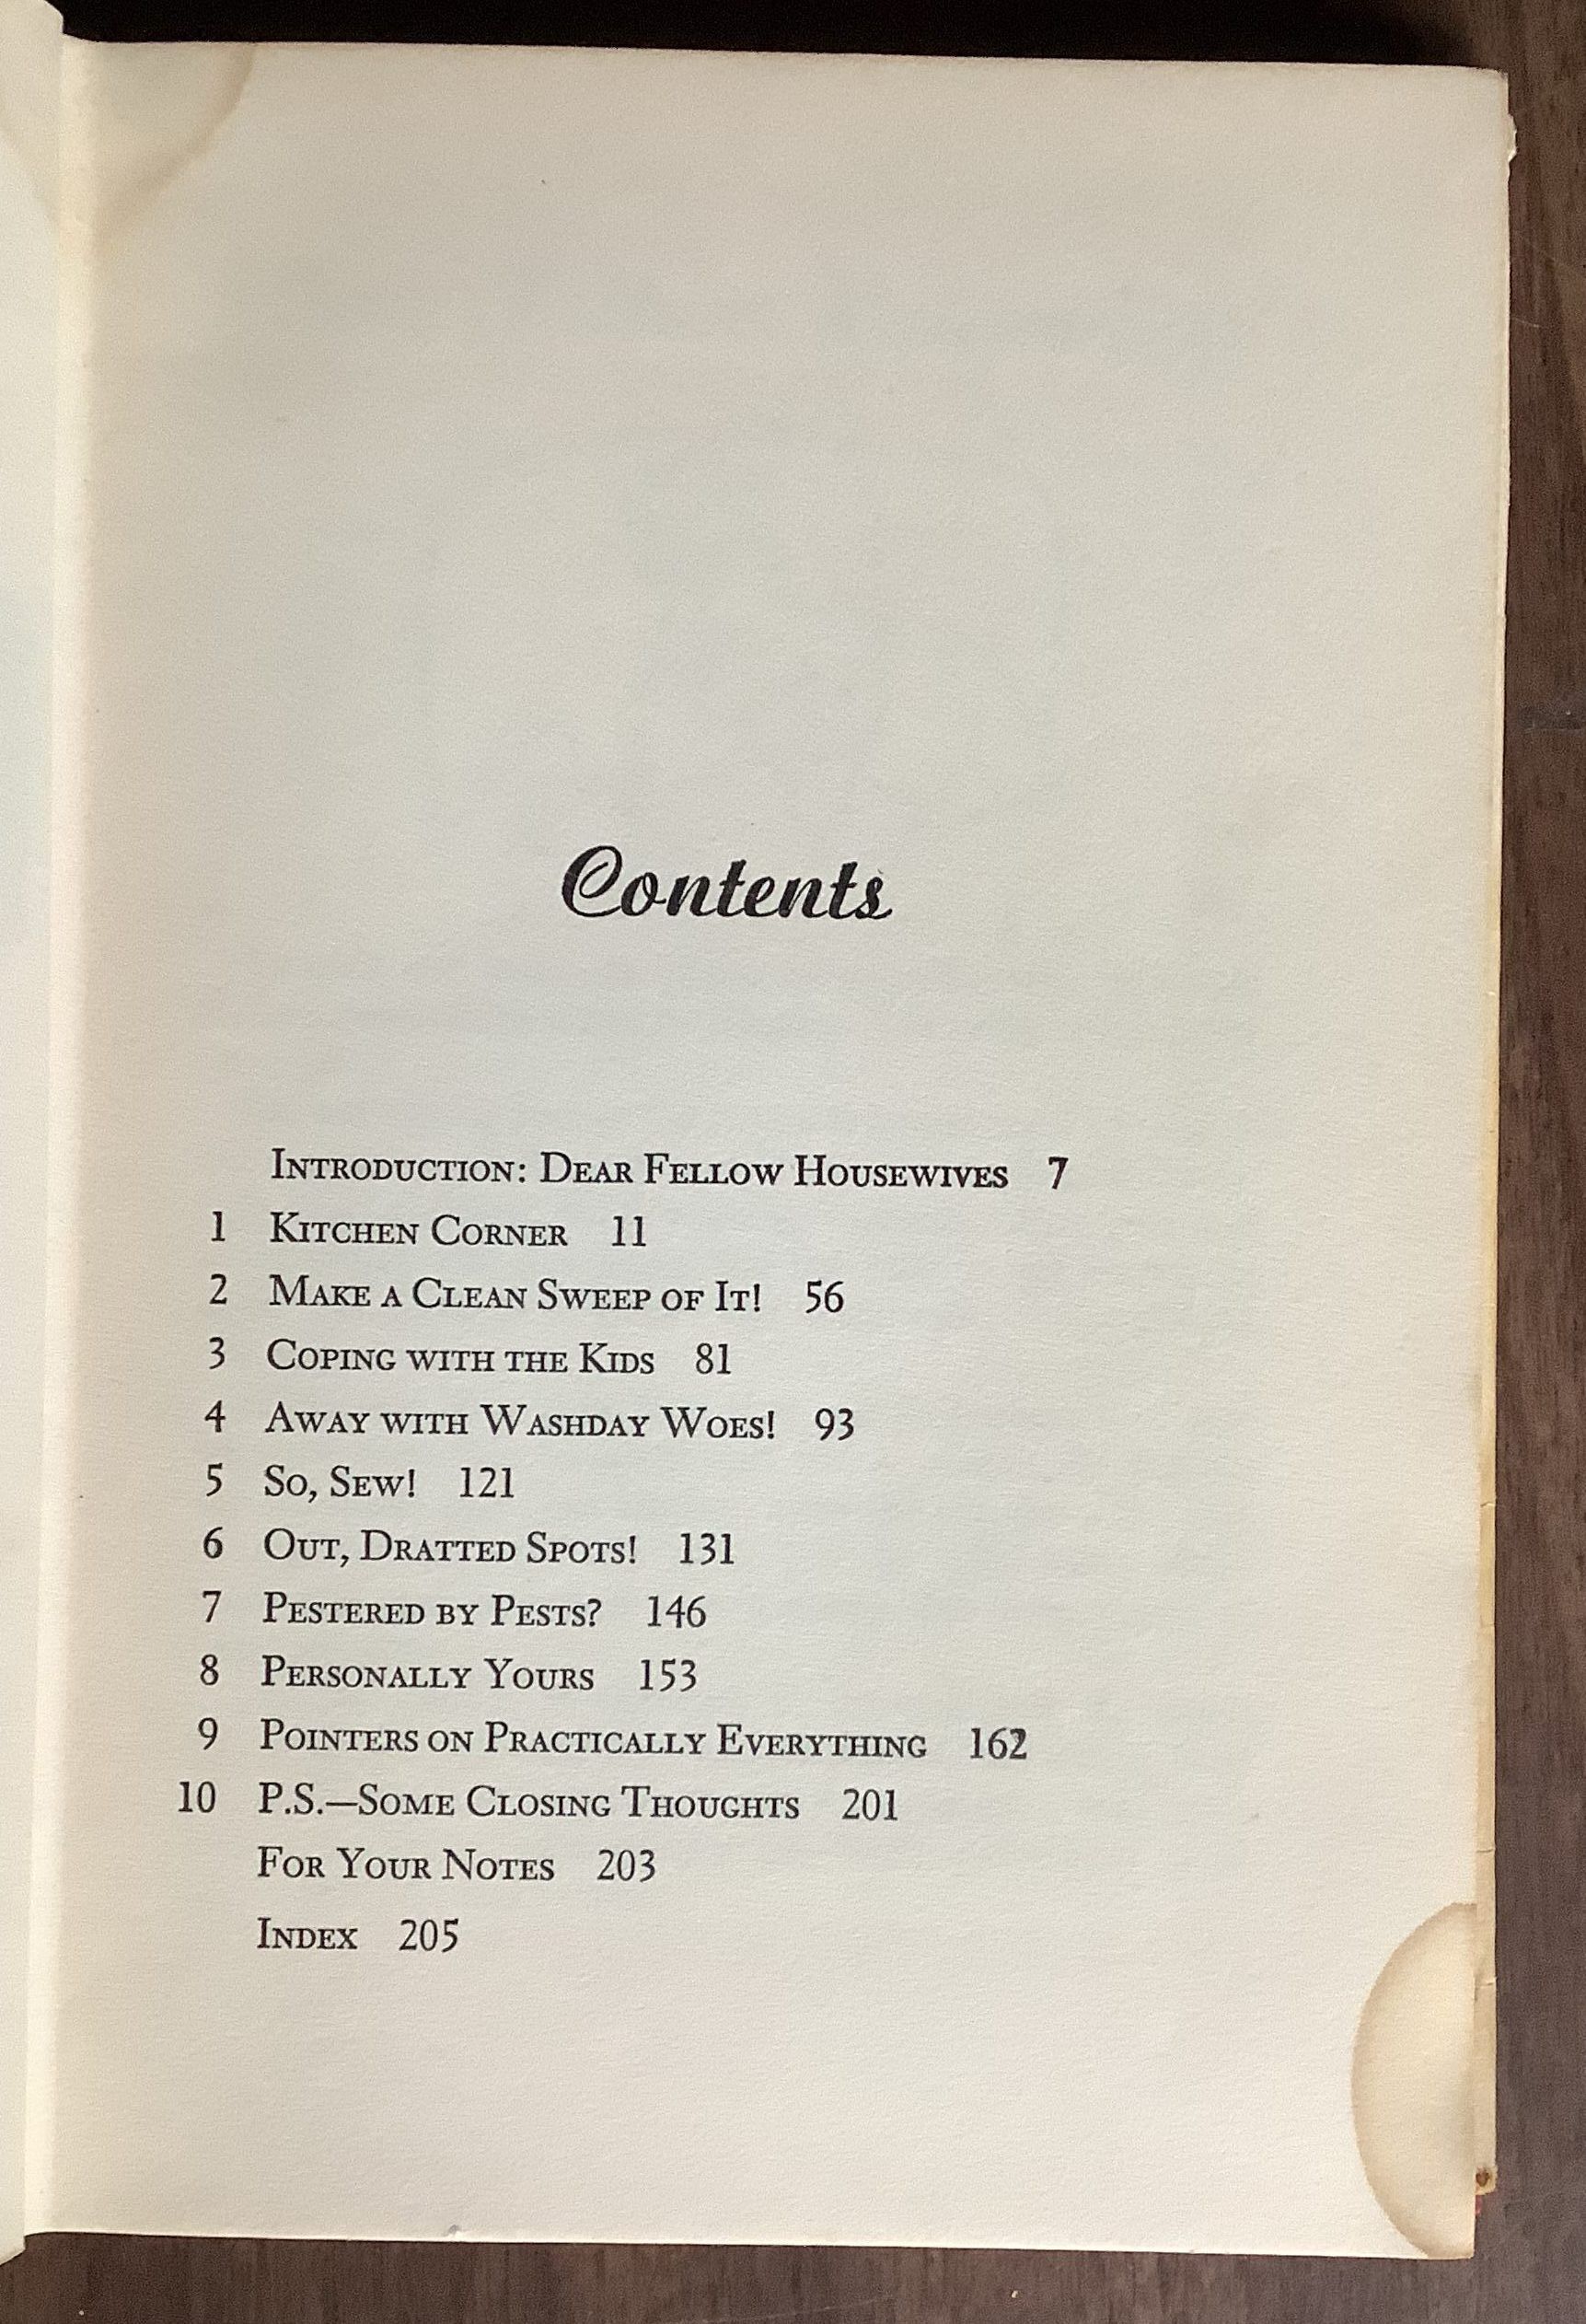 Contents
Introduction: Dear Fellow Housewives 7
1 Kitchen Corner 11
2 Make a Clean Sweep of It! 56
3 Coping with the Kids 81
4 Away with Washday Woes! 93
5 So, Sew! 121
6 Out, Dratted Spots! 131
7 Pestered by Pests? 146
8 Personally Yours 153
9 Pointers on Practically Everything 162
10 P.S.—Some Closing Thoughts 201
For Your Notes 203
Index 205